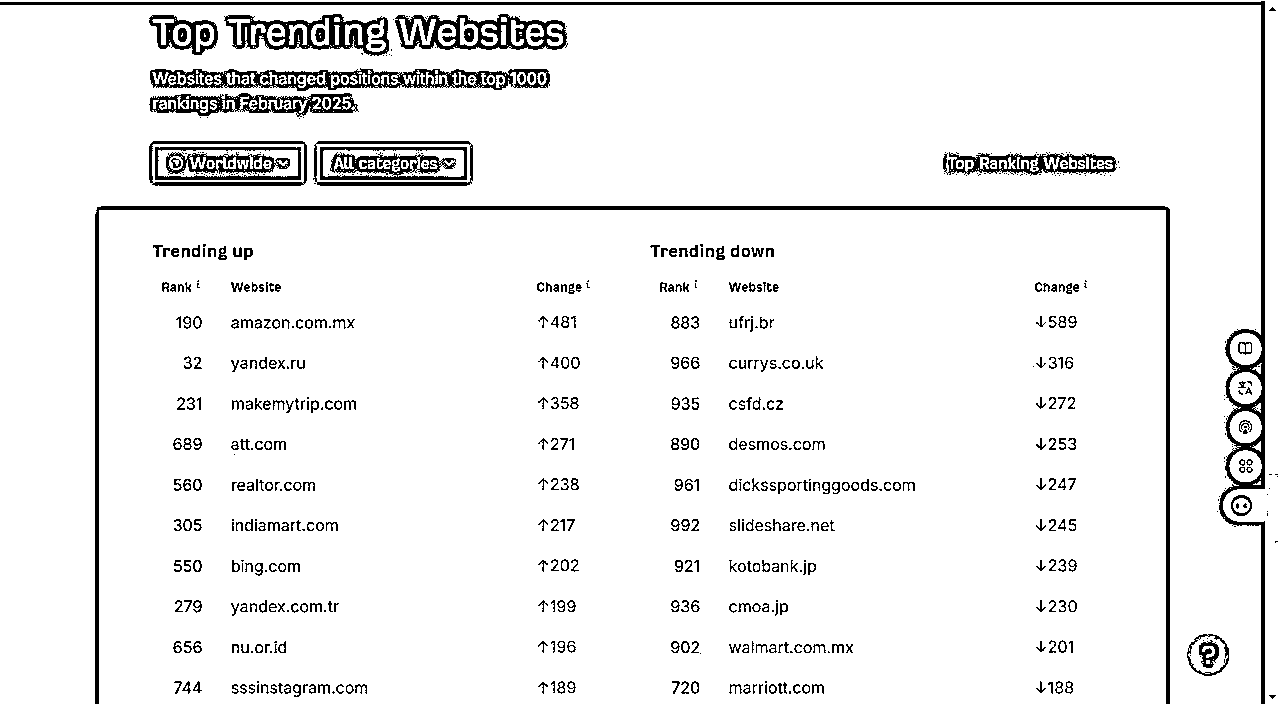 Top Trending Websites
Websites that changed positions within the top 1000
rankings in February 2025.
Worldwide
All categories
Top Ranking Websites
Trending up
Rank i Website Change i
190 amazon.com.mx ↑481
32 yandex.ru ↑400
231 makemytrip.com ↑358
689 att.com ↑271
560 realtor.com ↑238
305 indiamart.com ↑217
550 bing.com ↑202
279 yandex.com.tr ↑199
656 nu.or.id ↑196
744 sssinstagram.com ↑189
Trending down
Rank i Website Change i
883 ufrj.br ↓589
966 currys.co.uk ↓316
935 csfd.cz ↓272
890 desmos.com ↓253
961 dickssportinggoods.com ↓247
992 slideshare.net ↓245
921 kotobank.jp ↓239
936 cmoa.jp ↓230
902 walmart.com.mx ↓201
720 marriott.com ↓188
?